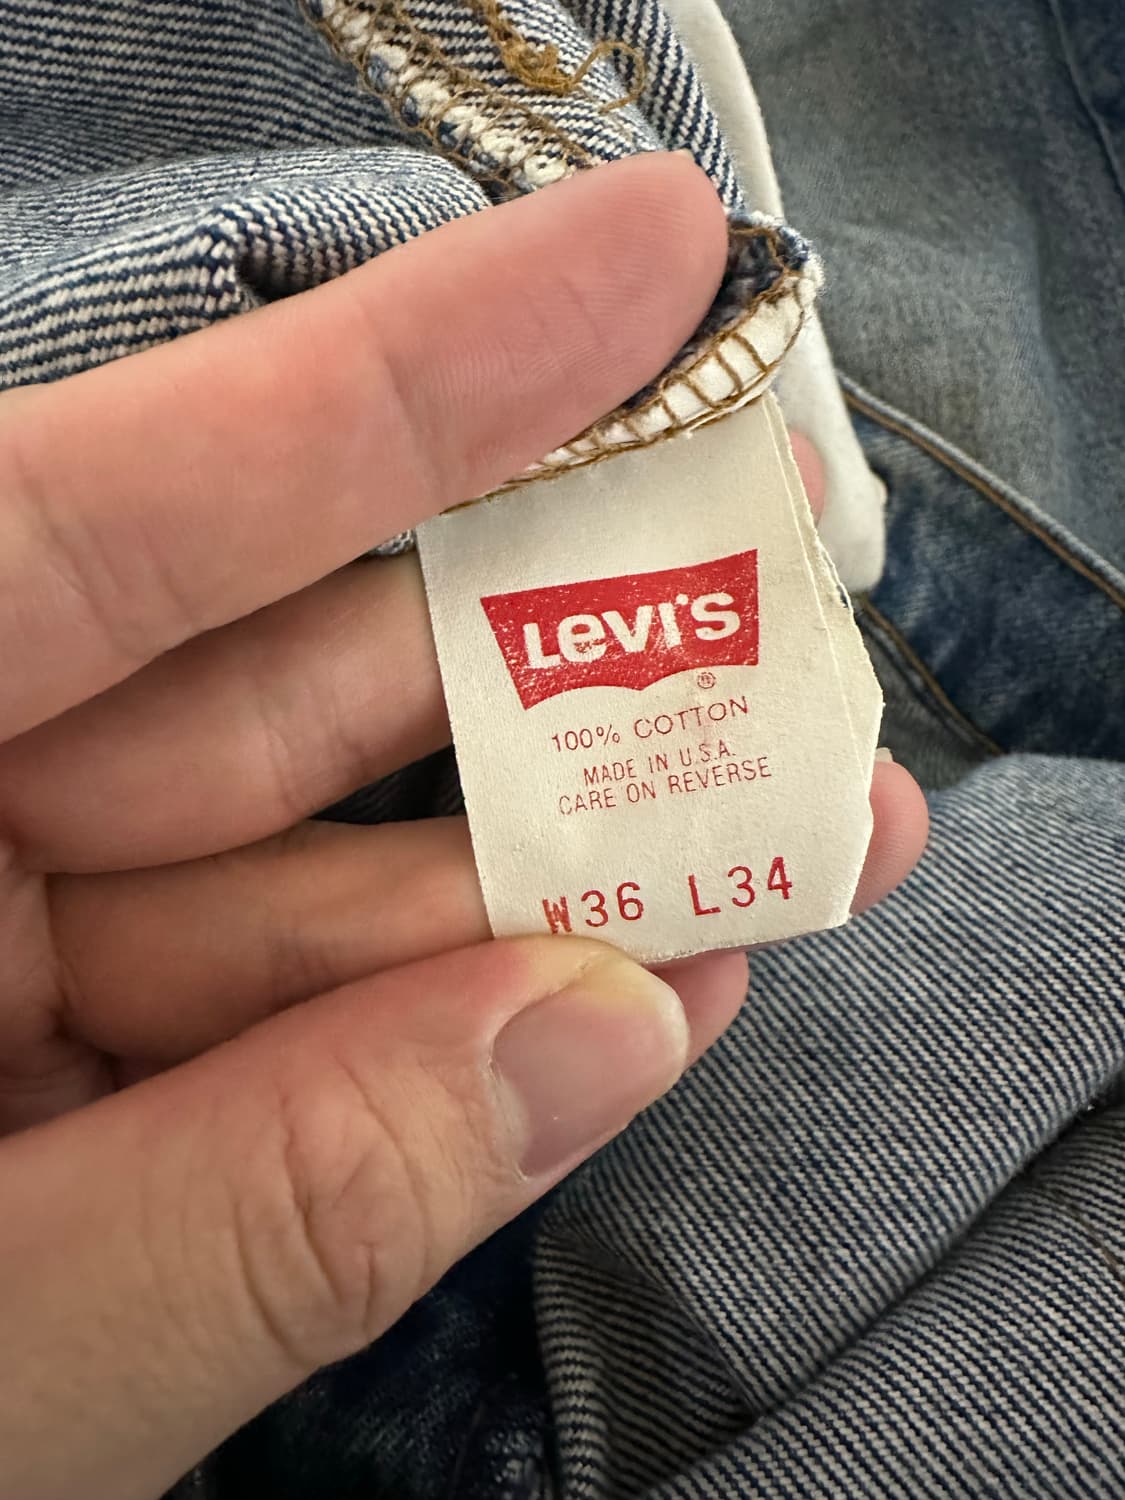 Levi's
®
100% COTTON
MADE IN U.S.A.
CARE ON REVERSE
W36 L34